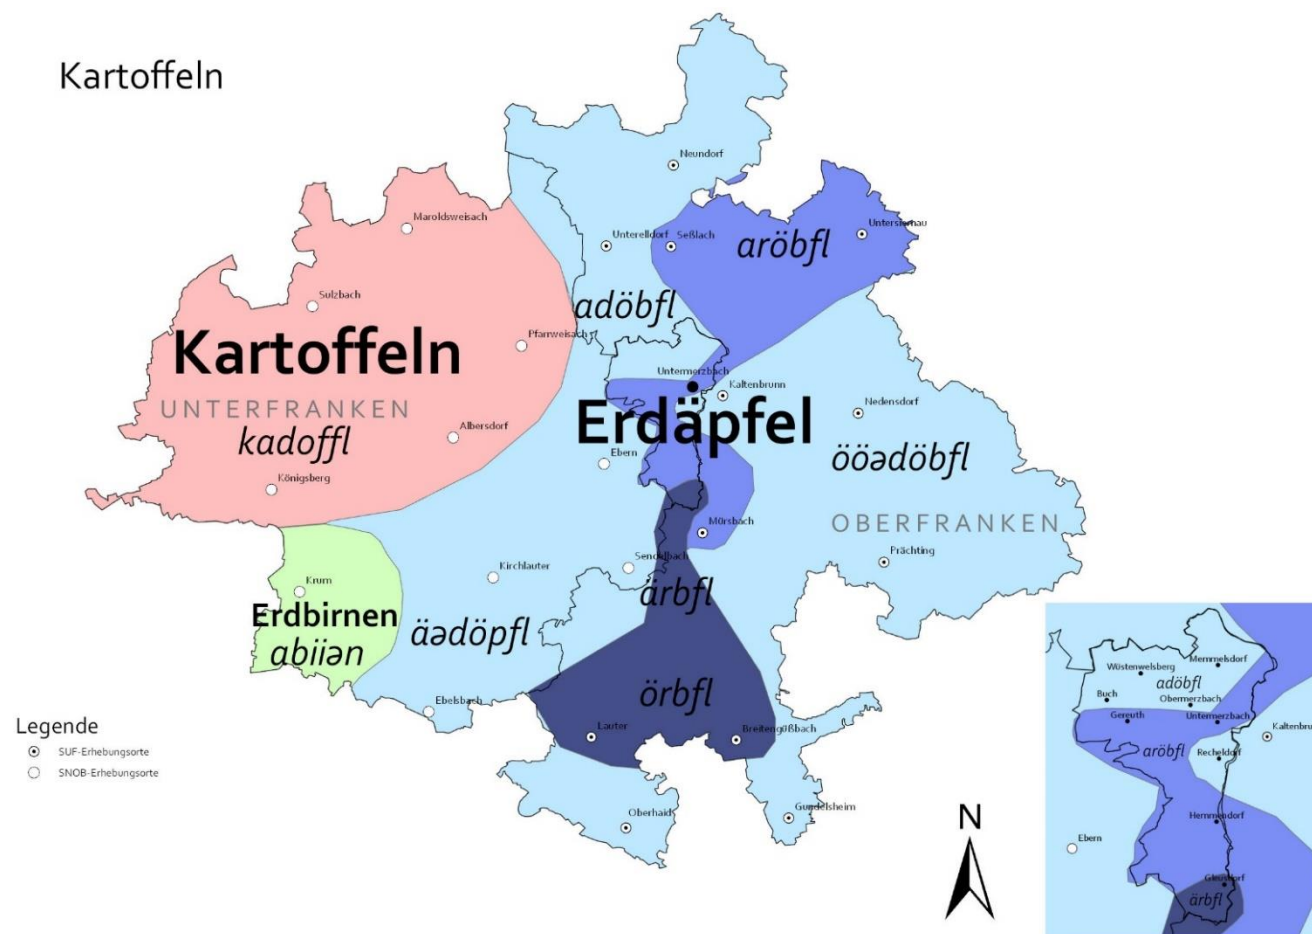 Kartoffeln
Neundorf
Maroldsweisach
Unterelldorf
Seßlach
aröbfl
Untersiemau
Sulzbach
adöbfl
Pfarrweisach
Kartoffeln
UNTERFRANKEN
kadoffl
Untermerzbach
Kaltenbrunn
Erdäpfel
Nedensdorf
Albersdorf
Ebern
ööədöbfl
Königsberg
OBERFRANKEN
Mürsbach
Prächting
Krum
Kirchlauter
Sendelbach
ärbfl
Erdbirnen
abiiən
äədöpfl
örbfl
Ebelsbach
Lauter
Breitengüßbach
Oberhaid
Gundelsheim
Legende
SUF-Erhebungsorte
SNOB-Erhebungsorte
N
Wüstenwelsberg
Memmelsdorf
adöbfl
Buch
Obermerzbach
Gereuth
Untermerzbach
Kaltenbru
aröbfl
Recheldorf
Hemmendorf
Ebern
Gleusdorf
ärbfl